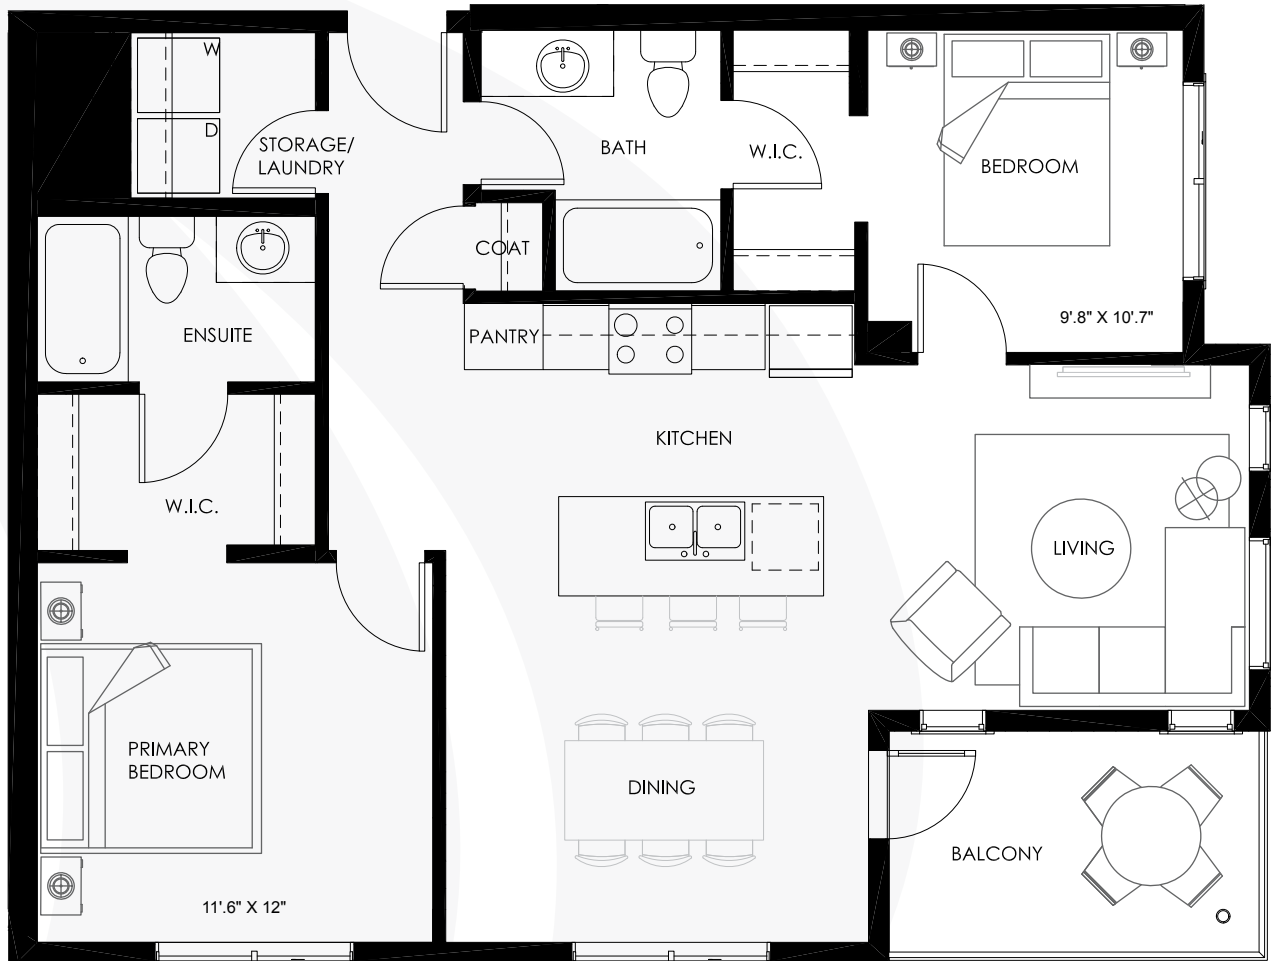 W
D
STORAGE/
LAUNDRY
BATH
W.I.C.
BEDROOM
COAT
9'.8" X 10'.7"
ENSUITE
PANTRY
KITCHEN
W.I.C.
LIVING
PRIMARY
BEDROOM
DINING
BALCONY
11'.6" X 12"